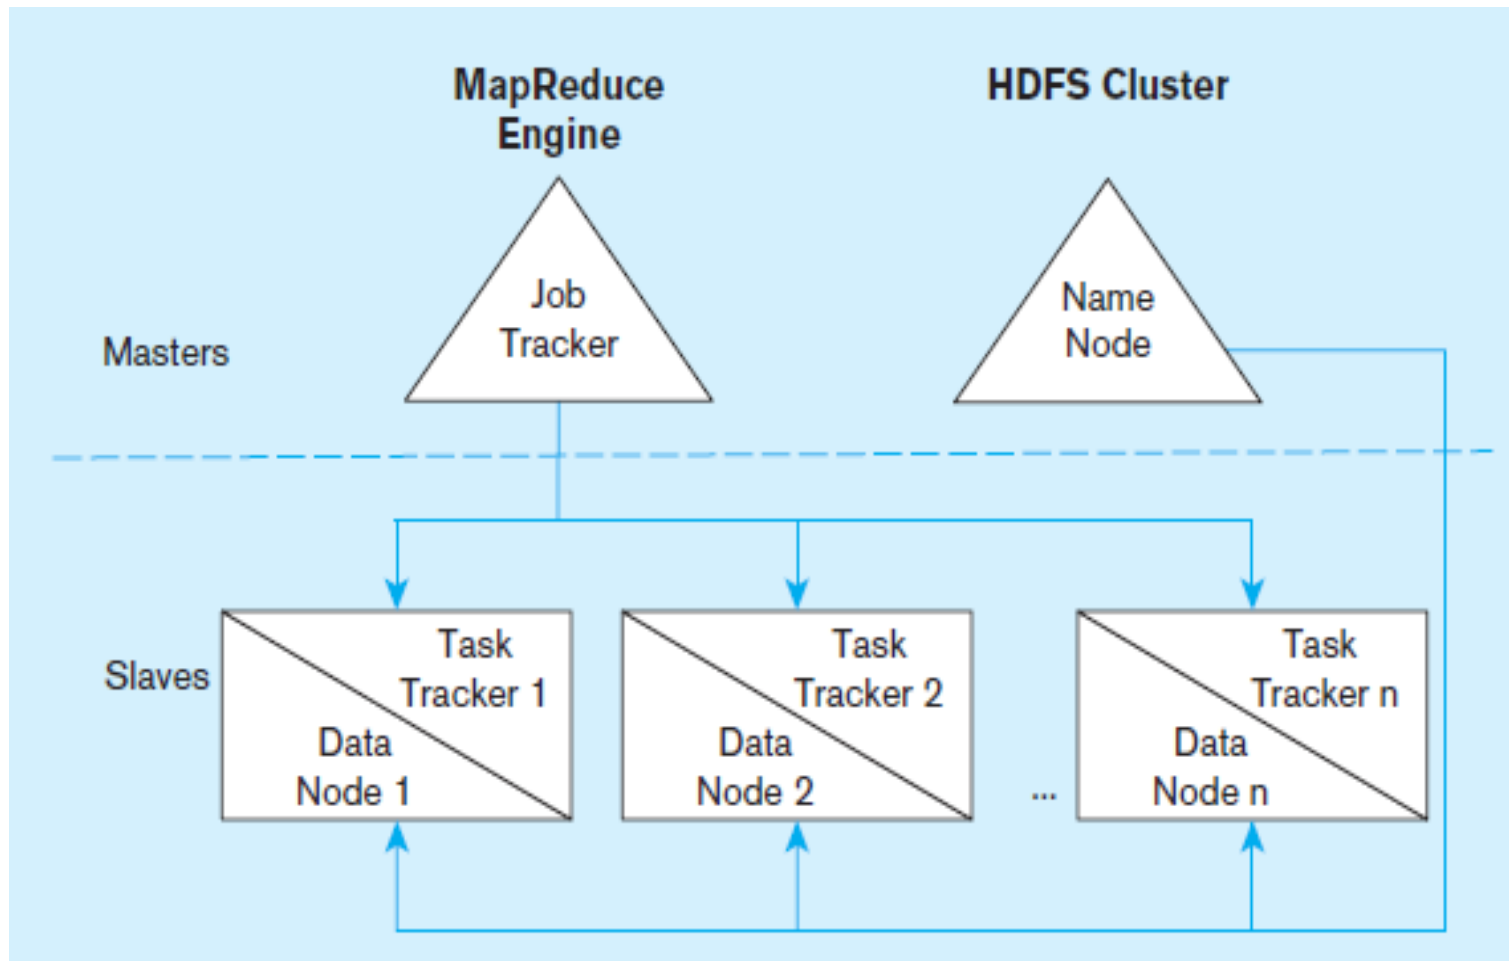 MapReduce
Engine
HDFS Cluster
Job
Tracker
Name
Node
Masters
Slaves
Task
Tracker 1
Data
Node 1
Task
Tracker 2
Data
Node 2
...
Task
Tracker n
Data
Node n